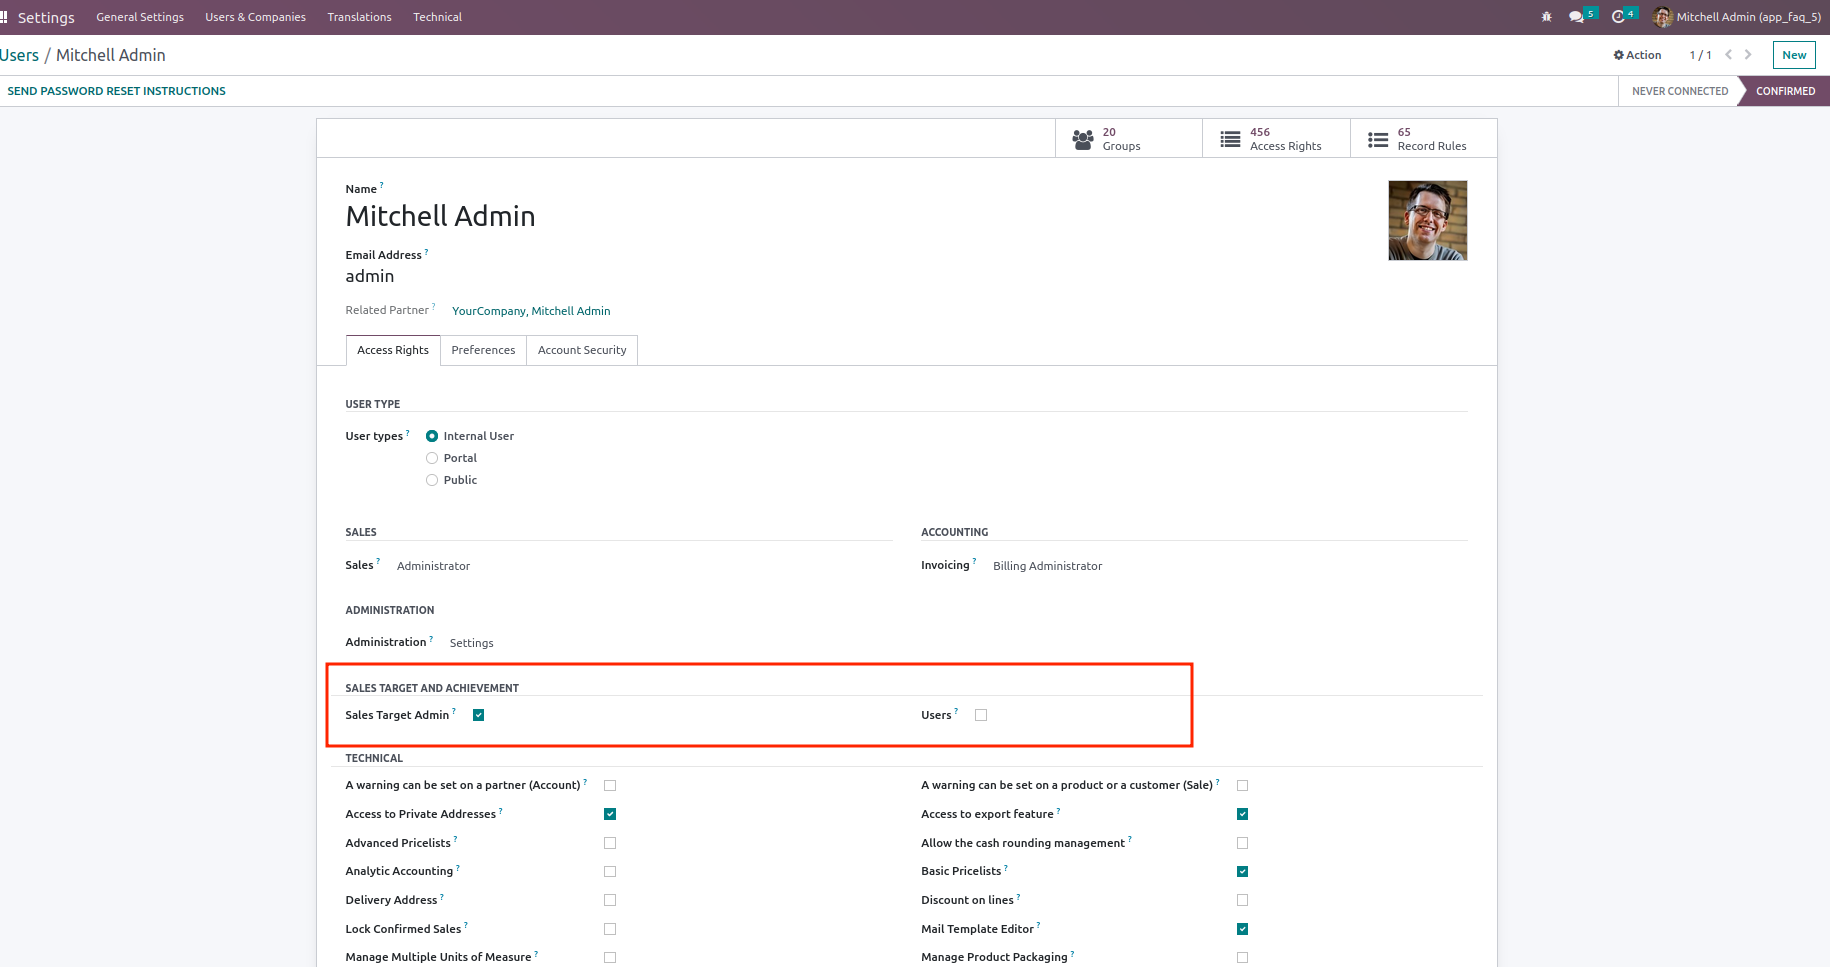 Settings General Settings Users & Companies Translations Technical 5 4 Mitchell Admin (app_faq_5)
Users / Mitchell Admin Action 1 / 1 New
SEND PASSWORD RESET INSTRUCTIONS NEVER CONNECTED CONFIRMED
20 Groups 456 Access Rights 65 Record Rules
Name ?
Mitchell Admin
Email Address ?
admin
Related Partner ? YourCompany, Mitchell Admin
Access Rights Preferences Account Security
USER TYPE
User types ? Internal User
Portal
Public
SALES ACCOUNTING
Sales ? Administrator Invoicing ? Billing Administrator
ADMINISTRATION
Administration ? Settings
SALES TARGET AND ACHIEVEMENT
Sales Target Admin ? Users ?
TECHNICAL
A warning can be set on a partner (Account) ? A warning can be set on a product or a customer (Sale) ?
Access to Private Addresses ? Access to export feature ?
Advanced Pricelists ? Allow the cash rounding management ?
Analytic Accounting ? Basic Pricelists ?
Delivery Address ? Discount on lines ?
Lock Confirmed Sales ? Mail Template Editor ?
Manage Multiple Units of Measure ? Manage Product Packaging ?